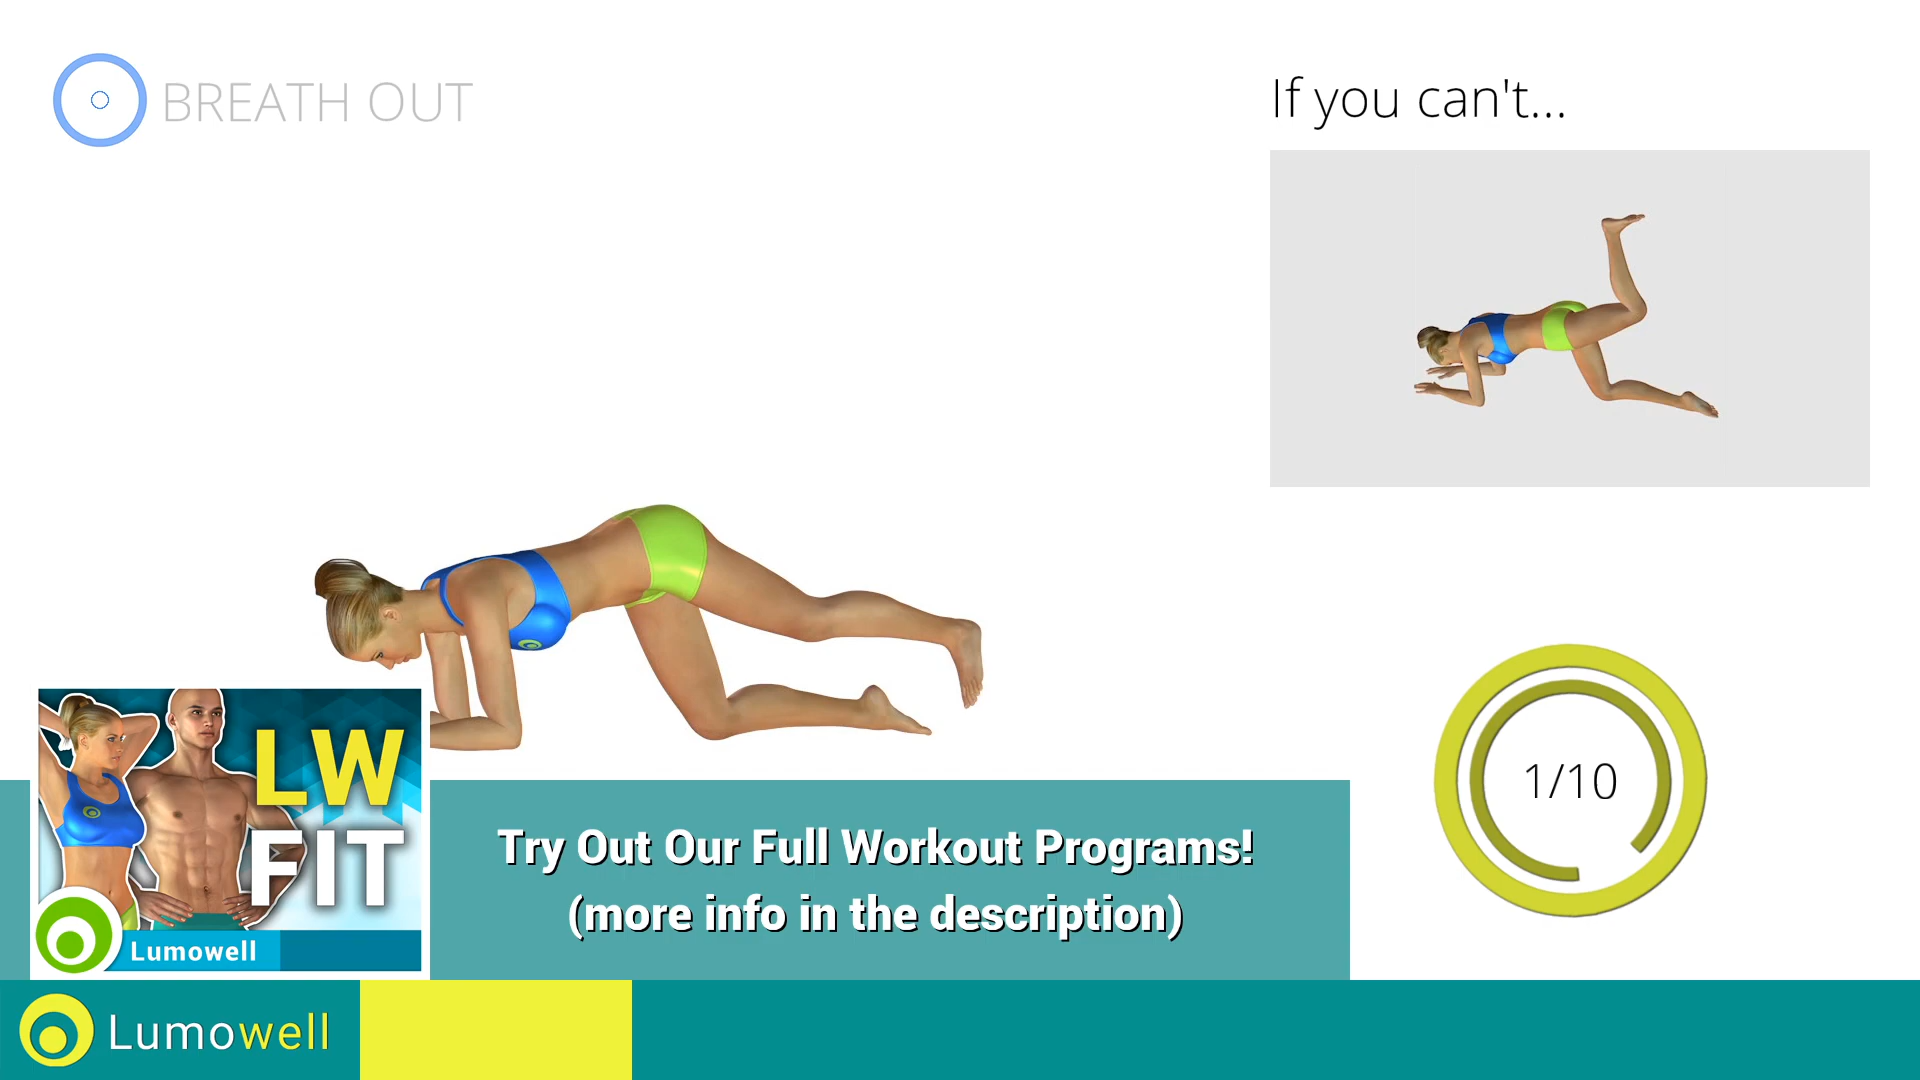 BREATH OUT
If you can't...
1/10
LW
FIT
Lumowell
Try Out Our Full Workout Programs!
(more info in the description)
Lumowell